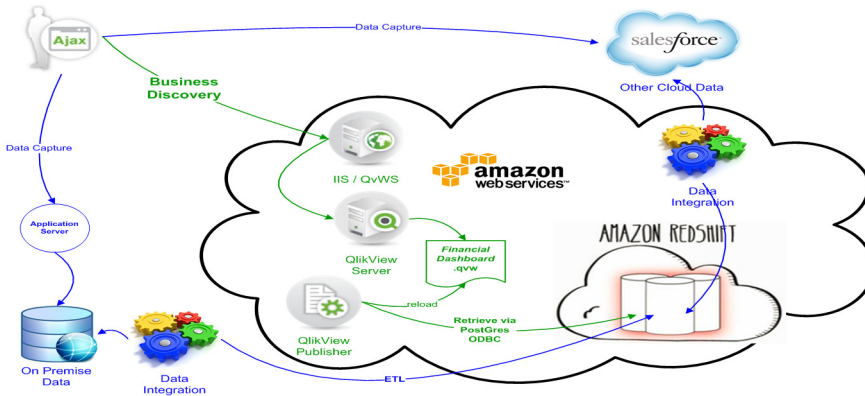 Ajax
Data Capture
salesforce
Other Cloud Data
Business
Discovery
Data Capture
IIS / QvWS
amazon
webservices™
Data
Integration
Application
Server
QlikView
Server
Financial
Dashboard
.qvw
AMAZON REDSHIFT
reload
QlikView
Publisher
Retrieve via
PostGres
ODBC
On Premise
Data
Data
Integration
ETL